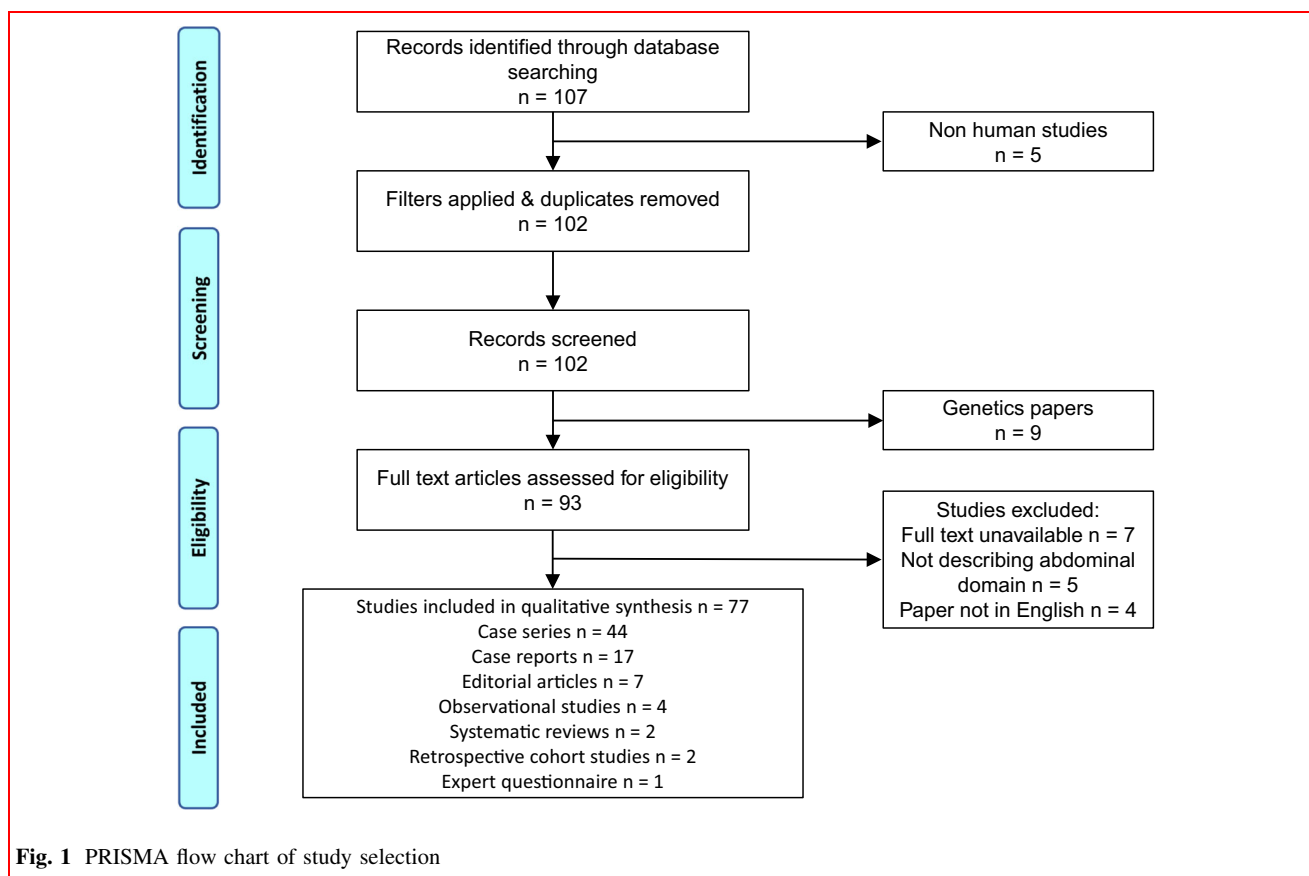 Identification
Records identified through database
searching
n = 107
Non human studies
n = 5
Filters applied & duplicates removed
n = 102
Screening
Records screened
n = 102
Genetics papers
n = 9
Eligibility
Full text articles assessed for eligibility
n = 93
Studies excluded:
Full text unavailable n = 7
Not describing abdominal
domain n = 5
Paper not in English n = 4
Included
Studies included in qualitative synthesis n = 77
Case series n = 44
Case reports n = 17
Editorial articles n = 7
Observational studies n = 4
Systematic reviews n = 2
Retrospective cohort studies n = 2
Expert questionnaire n = 1
Fig. 1 PRISMA flow chart of study selection